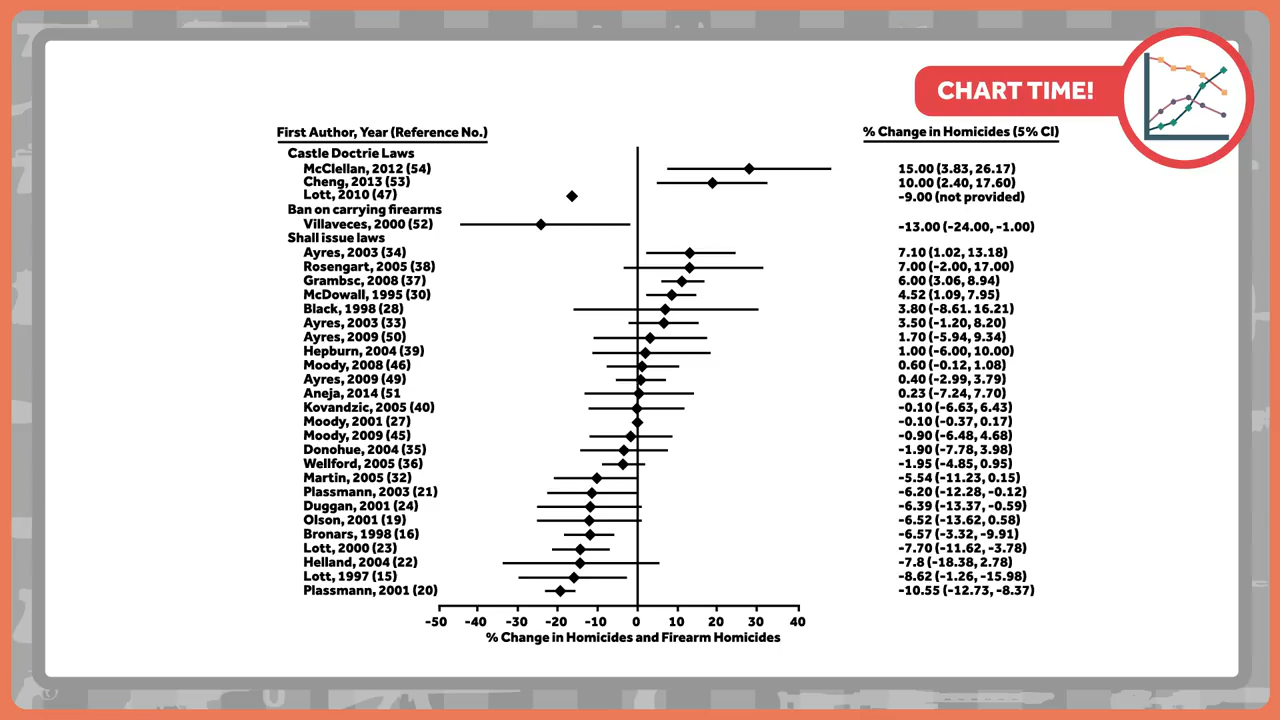 CHART TIME!
First Author, Year (Reference No.) % Change in Homicides (5% CI)
Castle Doctrie Laws
McClellan, 2012 (54) 15.00 (3.83, 26.17)
Cheng, 2013 (53) 10.00 (2.40, 17.60)
Lott, 2010 (47) -9.00 (not provided)
Ban on carrying firearms
Villaveces, 2000 (52) -13.00 (-24.00, -1.00)
Shall issue laws
Ayres, 2003 (34) 7.10 (1.02, 13.18)
Rosengart, 2005 (38) 7.00 (-2.00, 17.00)
Grambsc, 2008 (37) 6.00 (3.06, 8.94)
McDowall, 1995 (30) 4.52 (1.09, 7.95)
Black, 1998 (28) 3.80 (-8.61, 16.21)
Ayres, 2003 (33) 3.50 (-1.20, 8.20)
Ayres, 2009 (50) 1.70 (-5.94, 9.34)
Hepburn, 2004 (39) 1.00 (-6.00, 10.00)
Moody, 2008 (46) 0.60 (-0.12, 1.08)
Ayres, 2009 (49) 0.40 (-2.99, 3.79)
Aneja, 2014 (51 0.23 (-7.24, 7.70)
Kovandzic, 2005 (40) -0.10 (-6.63, 6.43)
Moody, 2001 (27) -0.10 (-0.37, 0.17)
Moody, 2009 (45) -0.90 (-6.48, 4.68)
Donohue, 2004 (35) -1.90 (-7.78, 3.98)
Wellford, 2005 (36) -1.95 (-4.85, 0.95)
Martin, 2005 (32) -5.54 (-11.23, 0.15)
Plassmann, 2003 (21) -6.20 (-12.28, -0.12)
Duggan, 2001 (24) -6.39 (-13.37, -0.59)
Olson, 2001 (19) -6.52 (-13.62, 0.58)
Bronars, 1998 (16) -6.57 (-3.32, -9.91)
Lott, 2000 (23) -7.70 (-11.62, -3.78)
Helland, 2004 (22) -7.8 (-18.38, 2.78)
Lott, 1997 (15) -8.62 (-1.26, -15.98)
Plassmann, 2001 (20) -10.55 (-12.73, -8.37)
-50 -40 -30 -20 -10 0 10 20 30 40
% Change in Homicides and Firearm Homicides